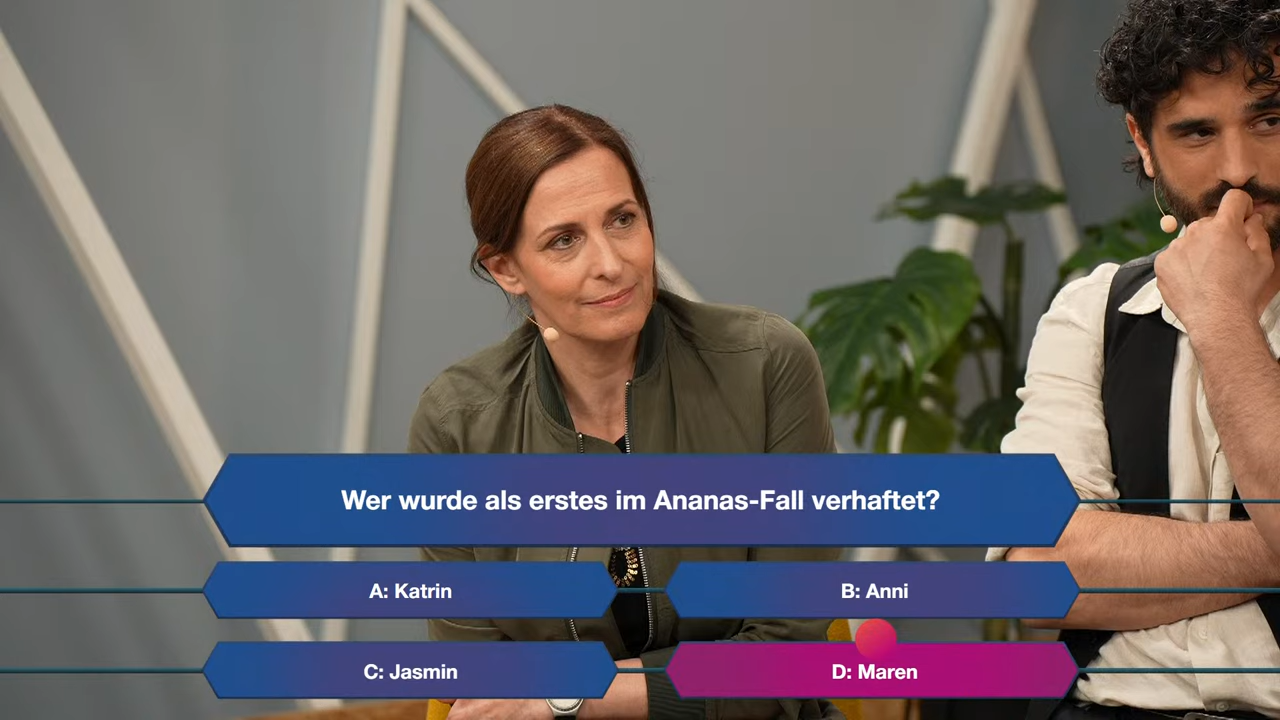 Wer wurde als erstes im Ananas-Fall verhaftet?
A: Katrin
B: Anni
C: Jasmin
D: Maren